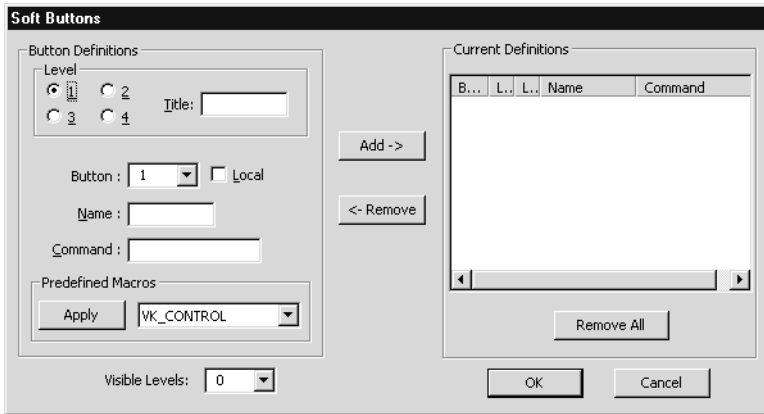 Soft Buttons
Button Definitions
Level
1 2
3 4
Title:
Button : 1 Local
Name :
Command :
Predefined Macros
Apply VK_CONTROL
Visible Levels: 0
Add ->
<- Remove
Current Definitions
B... L.. L.. Name Command
Remove All
OK Cancel